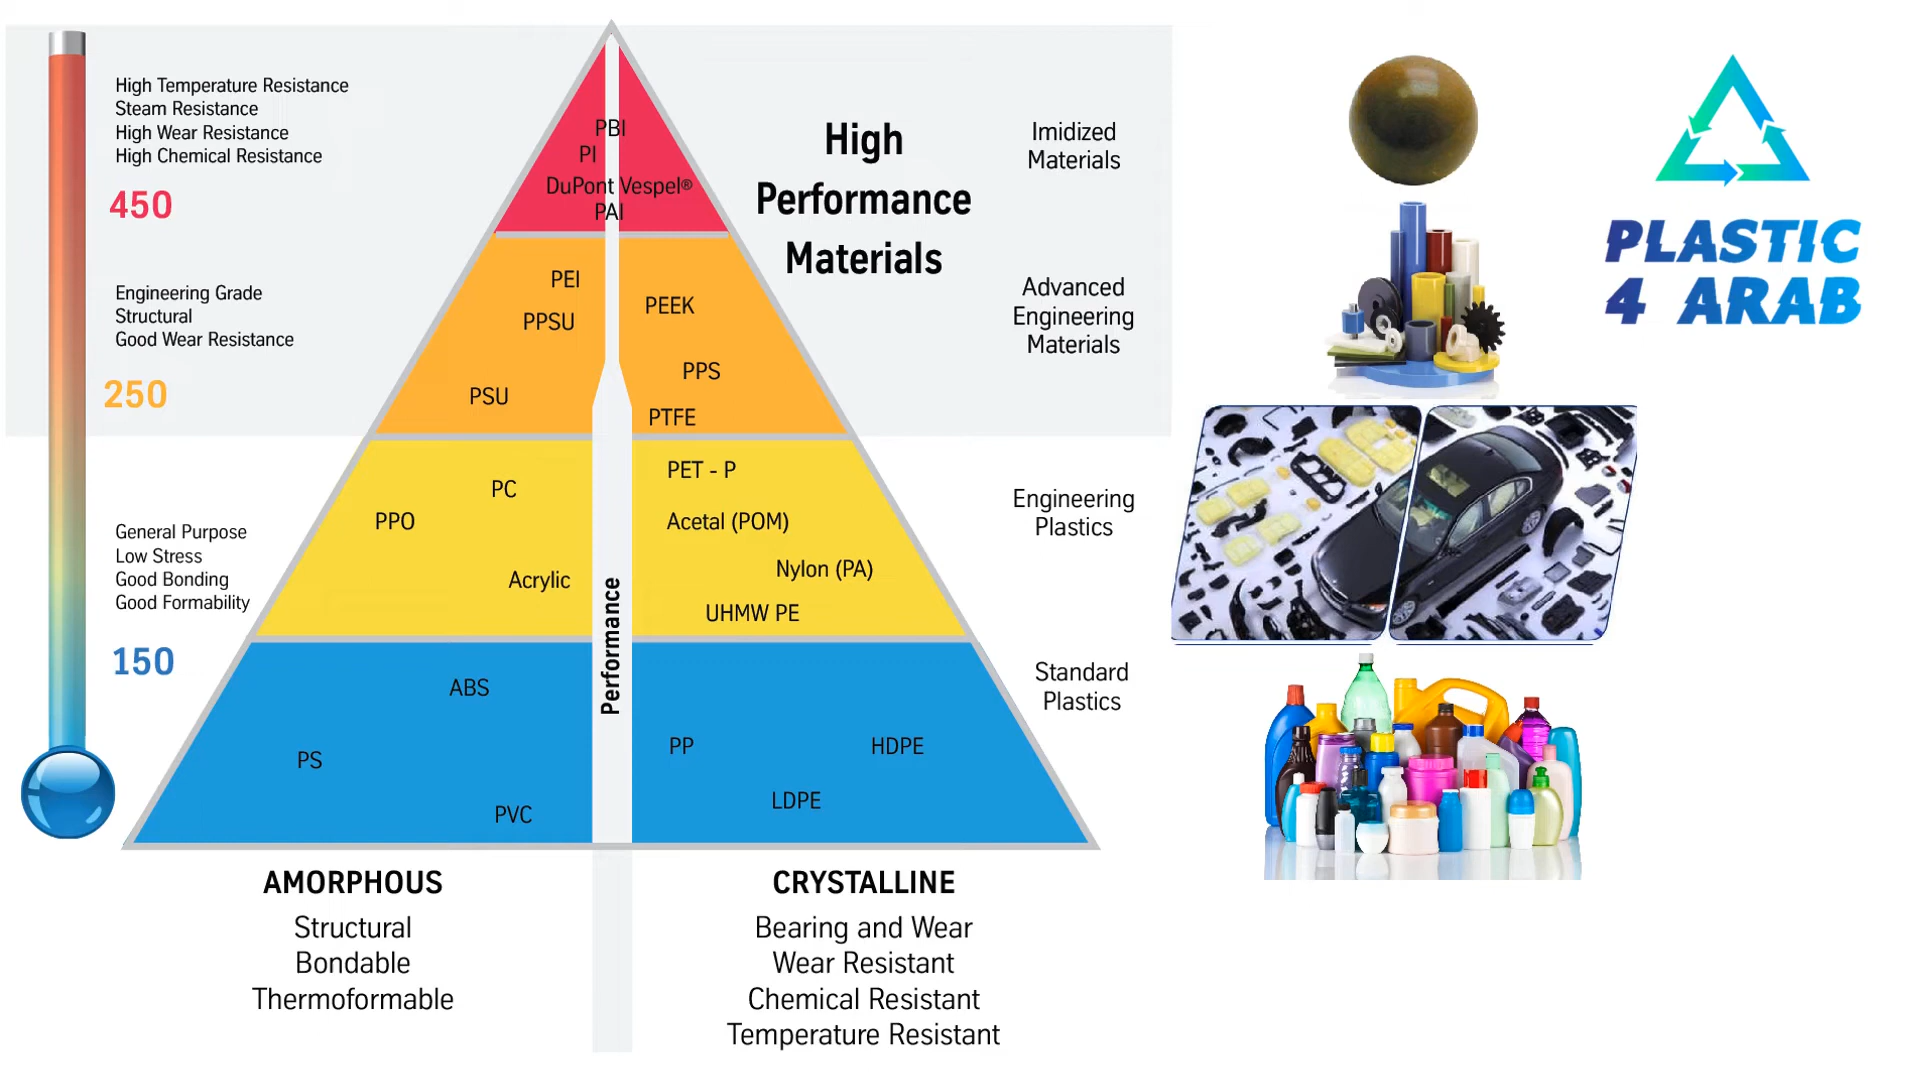 High Temperature Resistance
Steam Resistance
High Wear Resistance
High Chemical Resistance
450
Engineering Grade
Structural
Good Wear Resistance
250
General Purpose
Low Stress
Good Bonding
Good Formability
150
PBI
PI
DuPont Vespel®
PAI
PEI
PPSU
PSU
PEEK
PPS
PTFE
PC
PPO
Acrylic
PET - P
Acetal (POM)
Nylon (PA)
UHMW PE
ABS
PS
PVC
PP
HDPE
LDPE
Performance
High
Performance
Materials
Imidized
Materials
Advanced
Engineering
Materials
Engineering
Plastics
Standard
Plastics
AMORPHOUS
Structural
Bondable
Thermoformable
CRYSTALLINE
Bearing and Wear
Wear Resistant
Chemical Resistant
Temperature Resistant
PLASTIC
4 ARAB